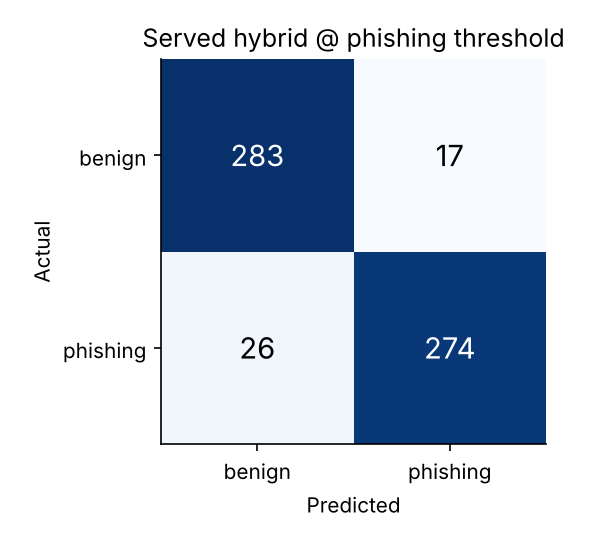 Served hybrid @ phishing threshold
benign
283
17
Actual
phishing
26
274
benign
phishing
Predicted